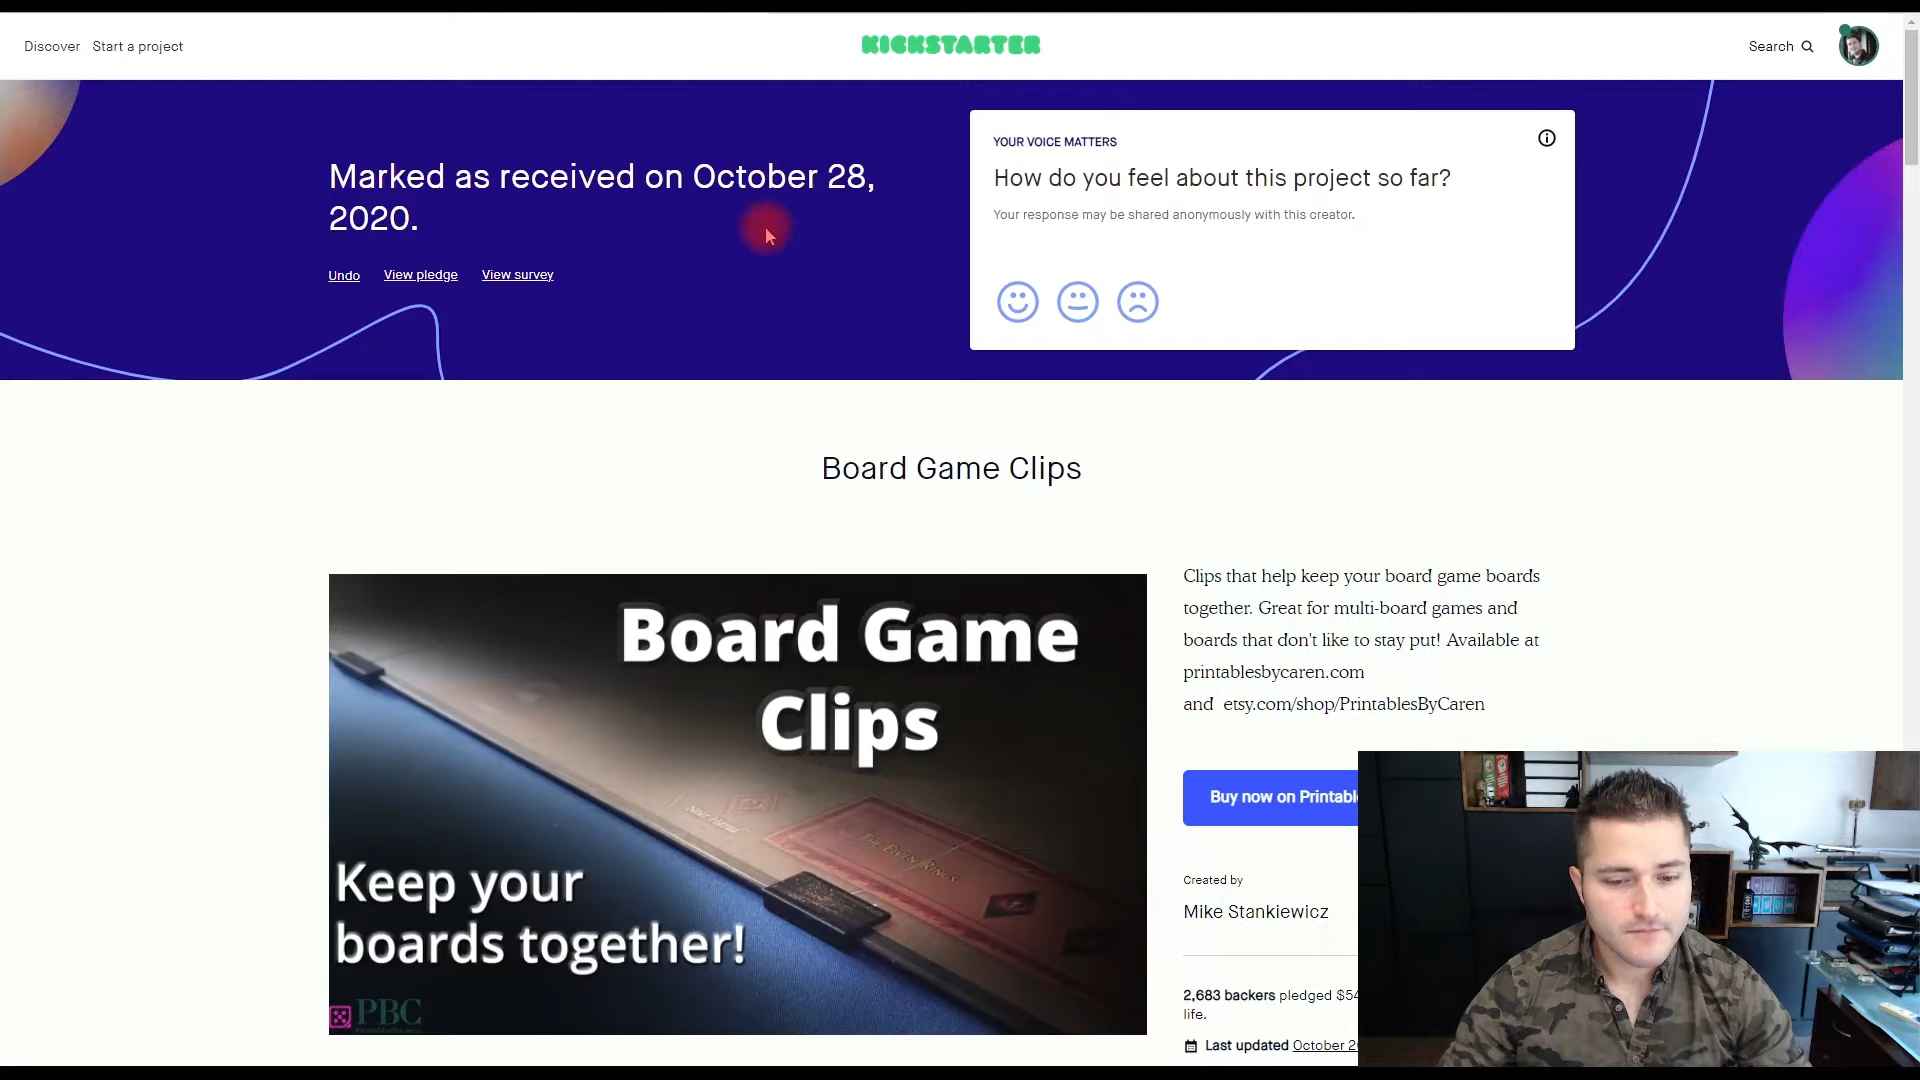 Discover Start a project
KICKSTARTER
Search
Marked as received on October 28,
2020.
Undo View pledge View survey
YOUR VOICE MATTERS
How do you feel about this project so far?
Your response may be shared anonymously with this creator.
Board Game Clips
Board Game
Clips
THE ELVEN RINGS
Keep your
boards together!
PBC
Clips that help keep your board game boards
together. Great for multi-board games and
boards that don't like to stay put! Available at
printablesbycaren.com
and etsy.com/shop/PrintablesByCaren
Buy now on
Created by
Mike Stankiewicz
2,683 backers pledged
life.
Last updated October